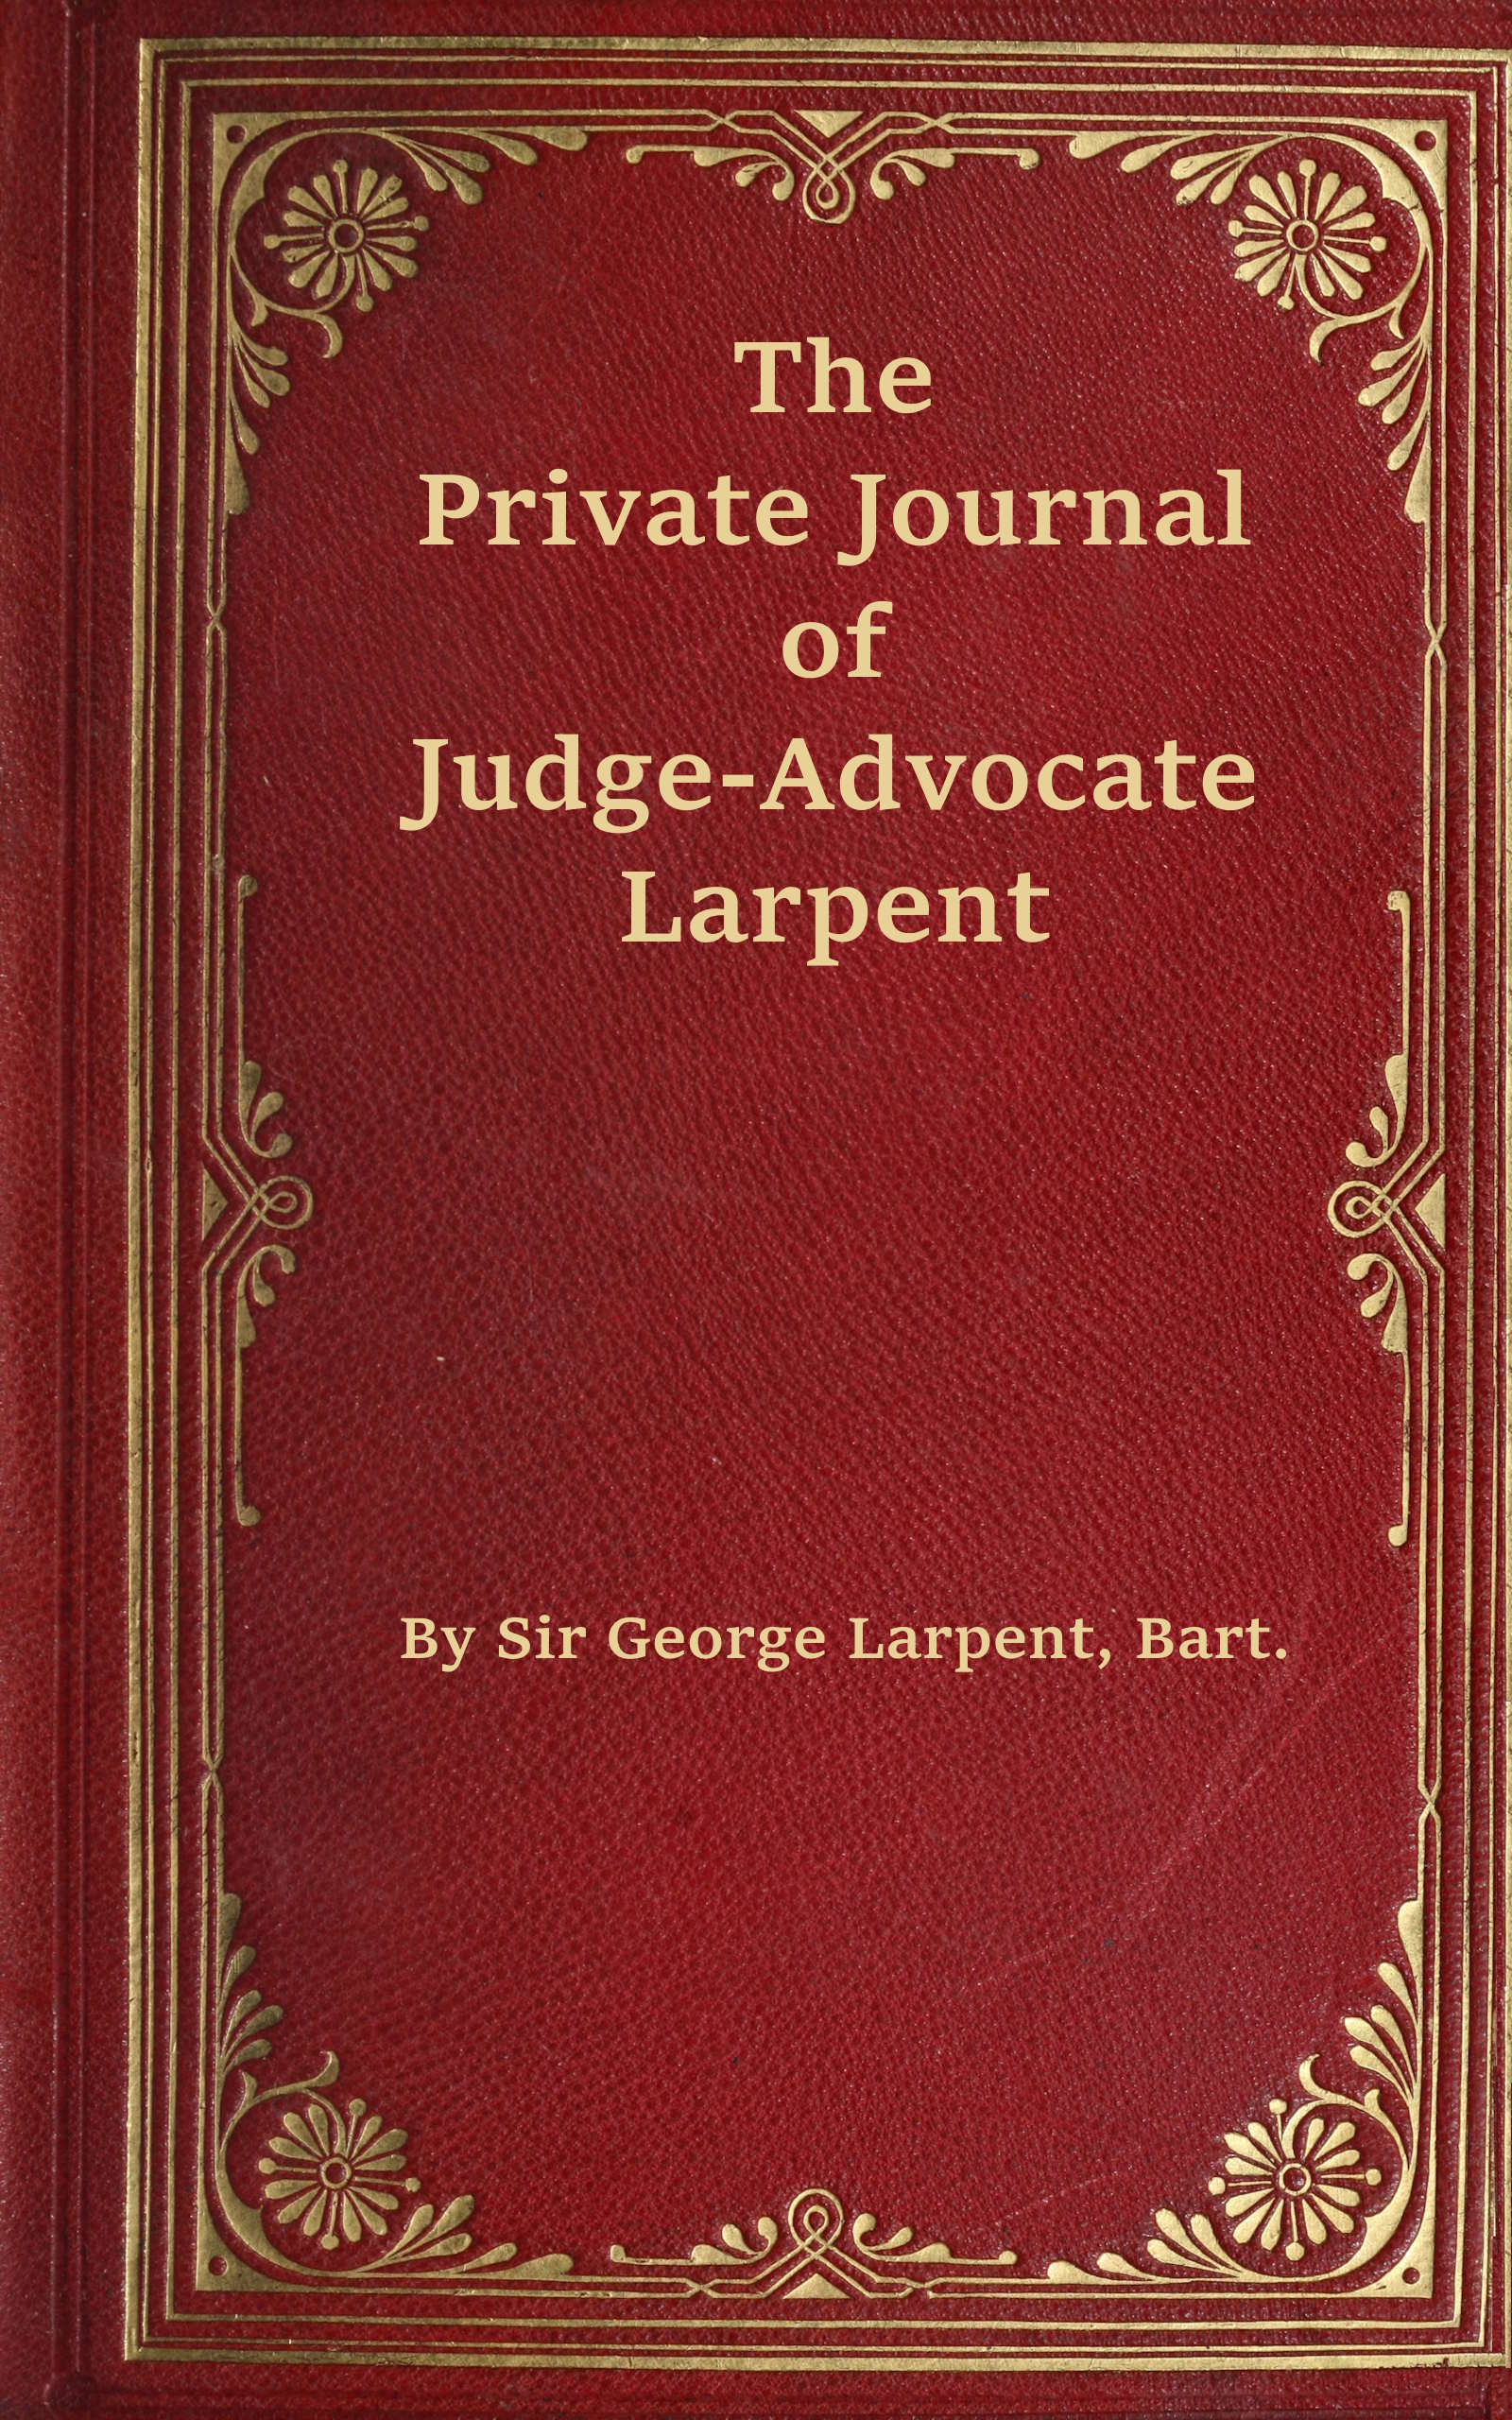 The
Private Journal
of
Judge-Advocate
Larpent
By Sir George Larpent, Bart.